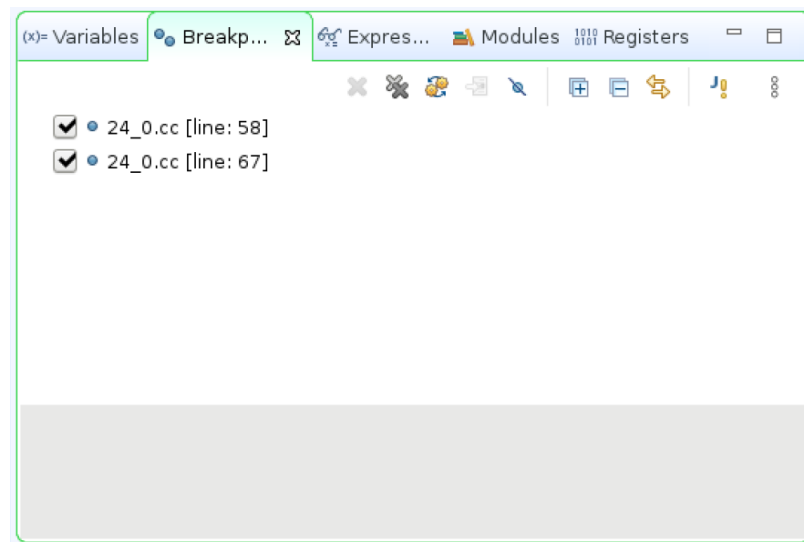 (x)= Variables Breakp... Expres... Modules 1010 0101 Registers
J!
24_0.cc [line: 58]
24_0.cc [line: 67]